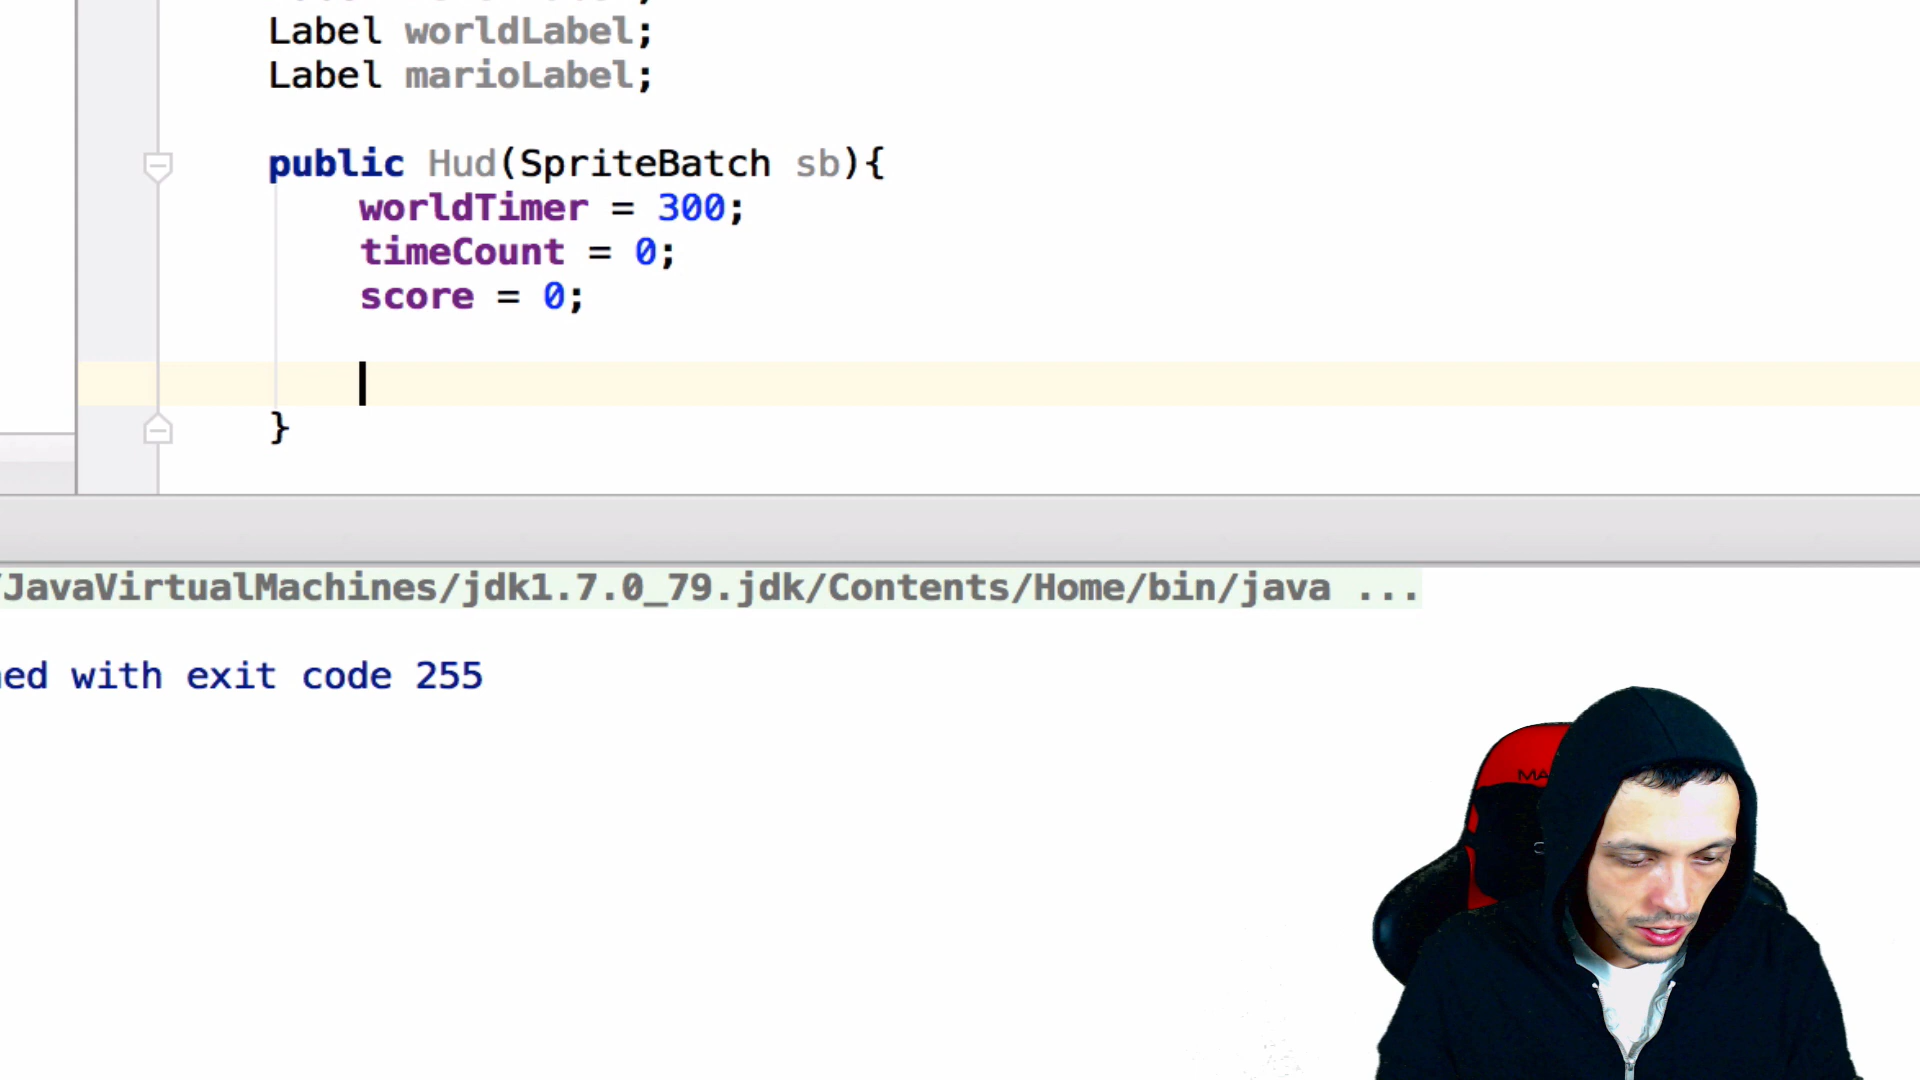 Label worldLabel;
Label marioLabel;
public Hud(SpriteBatch sb){
worldTimer = 300;
timeCount = 0;
score = 0;
}
/JavaVirtualMachines/jdk1.7.0_79.jdk/Contents/Home/bin/java ...
with exit code 255